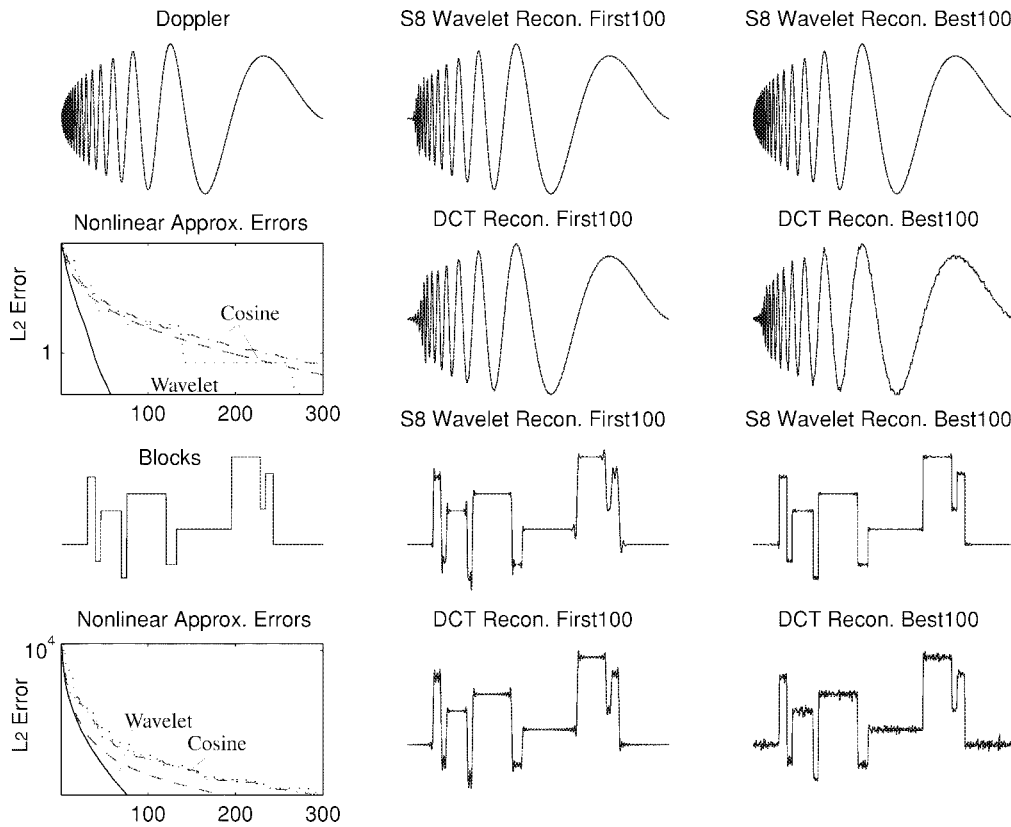 Doppler
S8 Wavelet Recon. First100
S8 Wavelet Recon. Best100
Nonlinear Approx. Errors
L2 Error
1
Cosine
Wavelet
100
200
300
DCT Recon. First100
DCT Recon. Best100
Blocks
S8 Wavelet Recon. First100
S8 Wavelet Recon. Best100
Nonlinear Approx. Errors
L2 Error
10^4
Wavelet
Cosine
100
200
300
DCT Recon. First100
DCT Recon. Best100